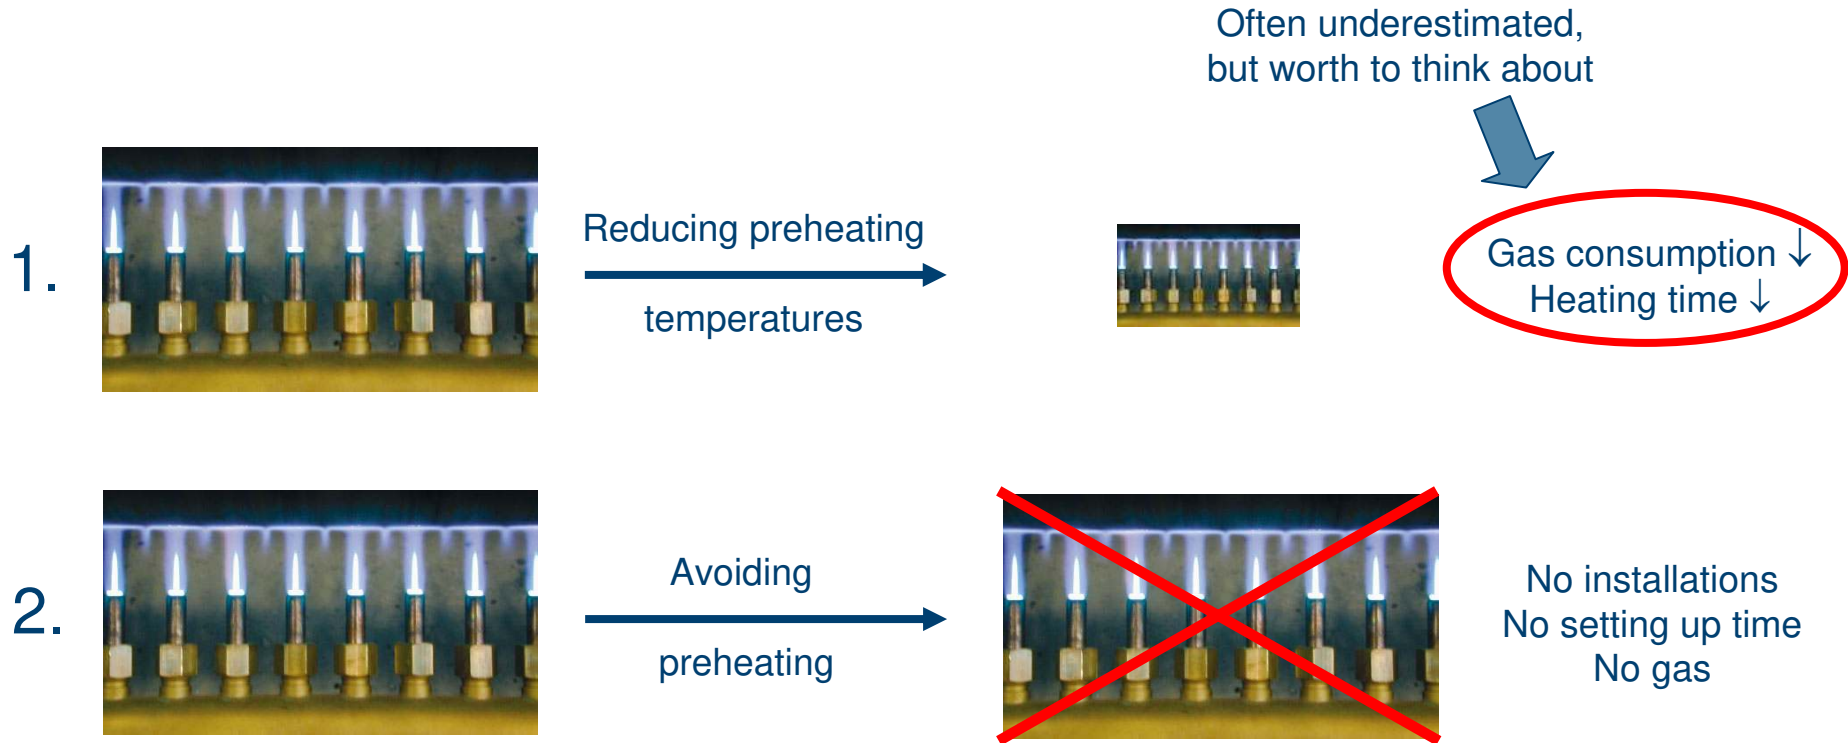 Often underestimated,
but worth to think about
1.
Reducing preheating
temperatures
Gas consumption ↓
Heating time ↓
2.
Avoiding
preheating
No installations
No setting up time
No gas